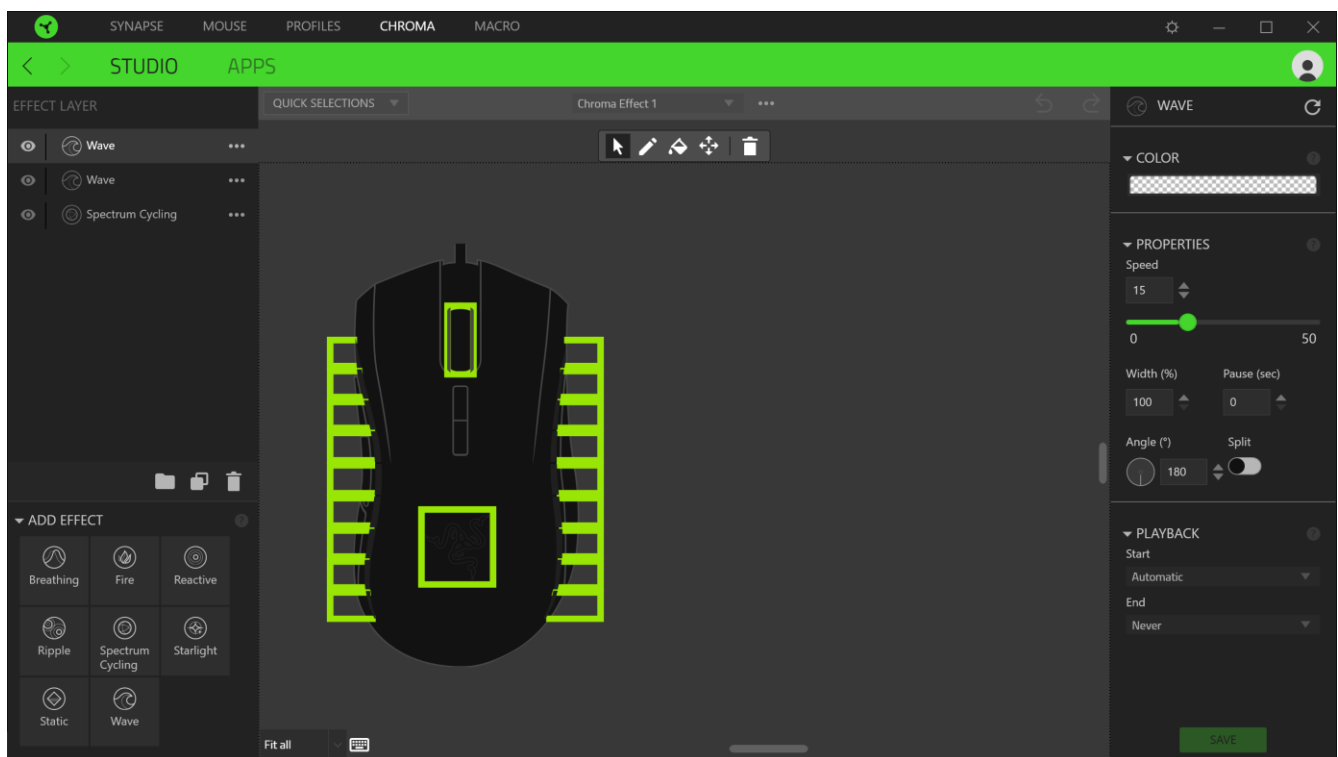 SYNAPSE MOUSE PROFILES CHROMA MACRO
STUDIO APPS
EFFECT LAYER
Wave
Wave
Spectrum Cycling
ADD EFFECT
?
Breathing Fire Reactive
Ripple Spectrum Cycling Starlight
Static Wave
QUICK SELECTIONS Chroma Effect 1
Fit all
WAVE
COLOR ?
PROPERTIES ?
Speed
15
0 50
Width (%) Pause (sec)
100 0
Angle (°) Split
180
PLAYBACK ?
Start
Automatic
End
Never
SAVE